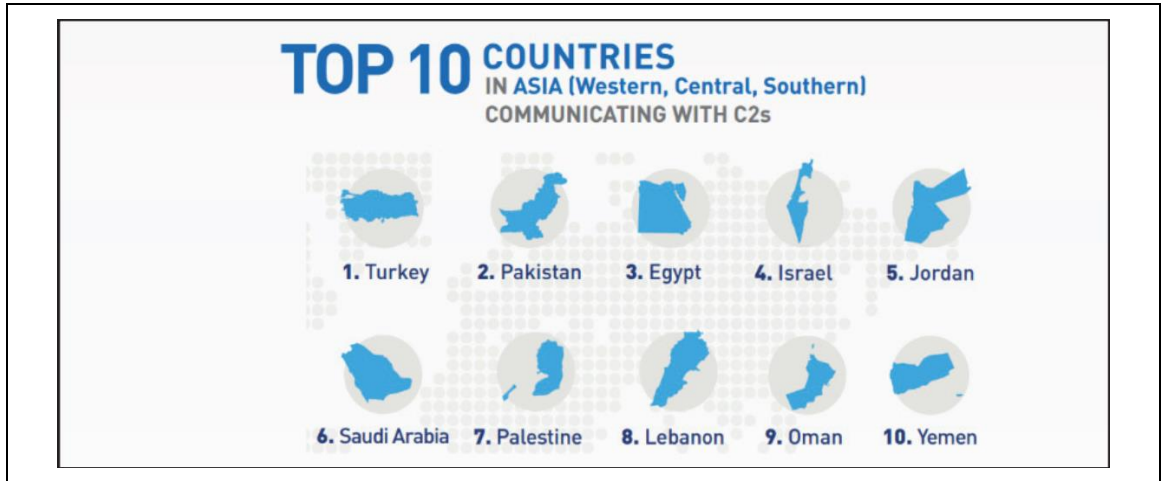 TOP 10 COUNTRIES
IN ASIA (Western, Central, Southern)
COMMUNICATING WITH C2s
1. Turkey 2. Pakistan 3. Egypt 4. Israel 5. Jordan
6. Saudi Arabia 7. Palestine 8. Lebanon 9. Oman 10. Yemen